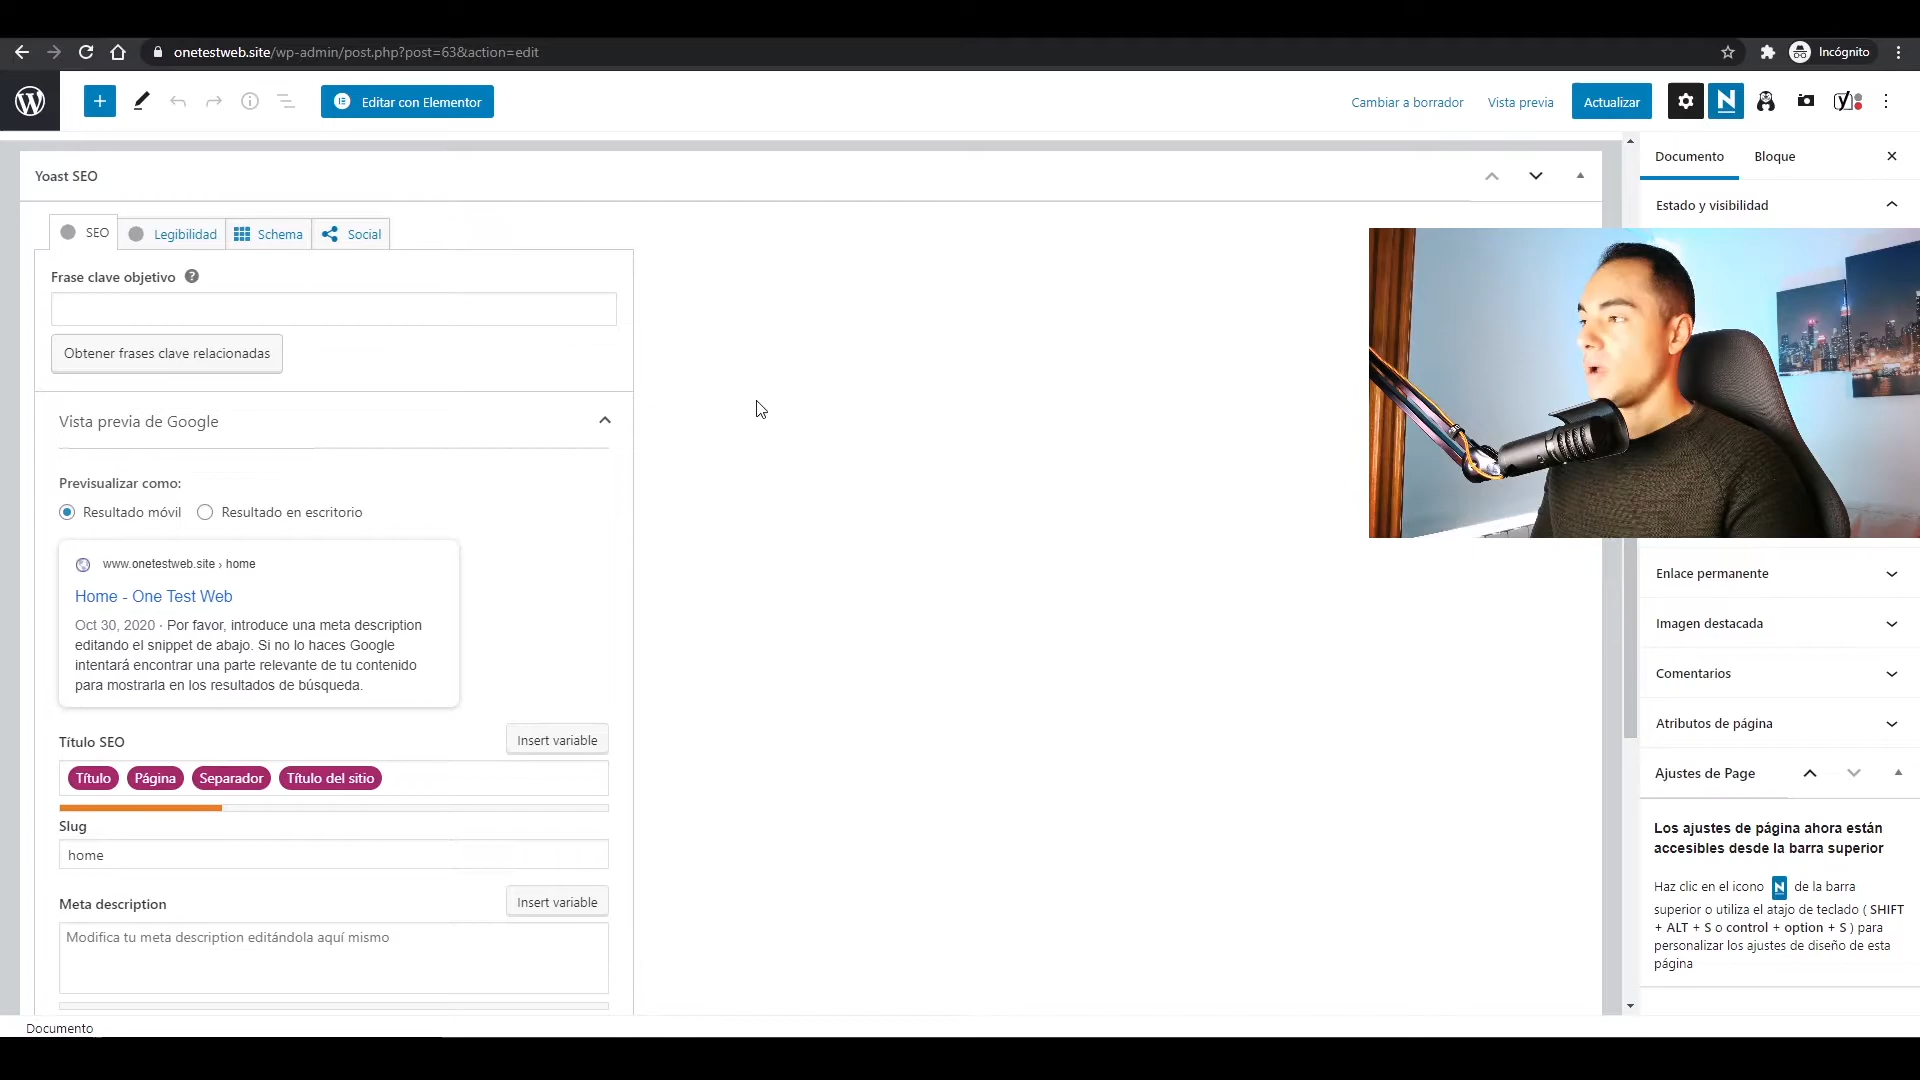 onetestweb.site/wp-admin/post.php?post=63&action=edit
Incógnito
Editar con Elementor
Cambiar a borrador
Vista previa
Actualizar
Yoast SEO
SEO
Legibilidad
Schema
Social
Frase clave objetivo
Obtener frases clave relacionadas
Vista previa de Google
Previsualizar como:
Resultado móvil
Resultado en escritorio
www.onetestweb.site › home
Home - One Test Web
Oct 30, 2020 · Por favor, introduce una meta description
editando el snippet de abajo. Si no lo haces Google
intentará encontrar una parte relevante de tu contenido
para mostrarla en los resultados de búsqueda.
Título SEO
Insert variable
Título Página Separador Título del sitio
Slug
home
Meta description
Insert variable
Modifica tu meta description editándola aquí mismo
Documento
Documento
Bloque
Estado y visibilidad
Enlace permanente
Imagen destacada
Comentarios
Atributos de página
Ajustes de Page
Los ajustes de página ahora están
accesibles desde la barra superior
Haz clic en el icono N de la barra
superior o utiliza el atajo de teclado ( SHIFT
+ ALT + S o control + option + S ) para
personalizar los ajustes de diseño de esta
página